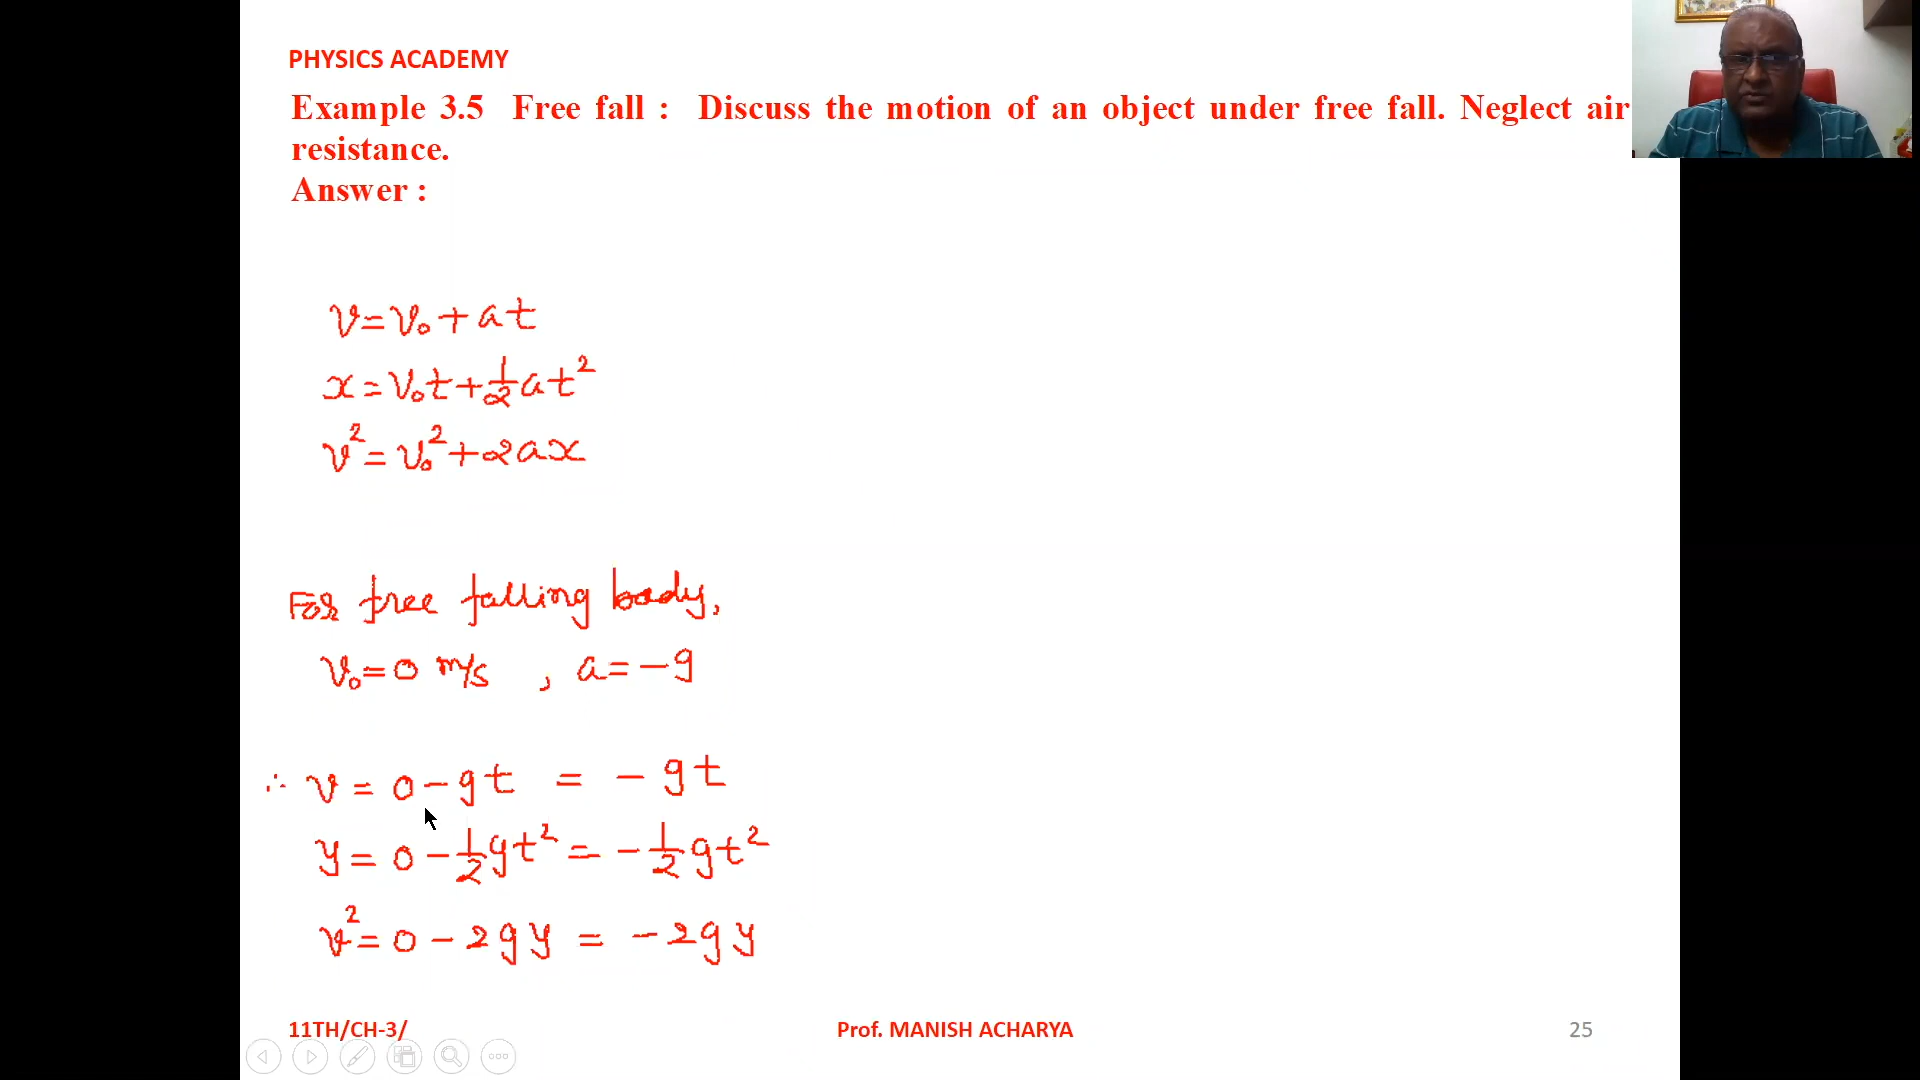 PHYSICS ACADEMY
Example 3.5 Free fall : Discuss the motion of an object under free fall. Neglect air
resistance.
Answer :
v = v₀ + at
x = v₀t + ½at²
v² = v₀² + 2ax
For free falling body,
v₀ = 0 m/s , a = -g
∴ v = 0 - gt = - gt
y = 0 - ½gt² = - ½gt²
v² = 0 - 2gy = - 2gy
11TH/CH-3/ Prof. MANISH ACHARYA 25